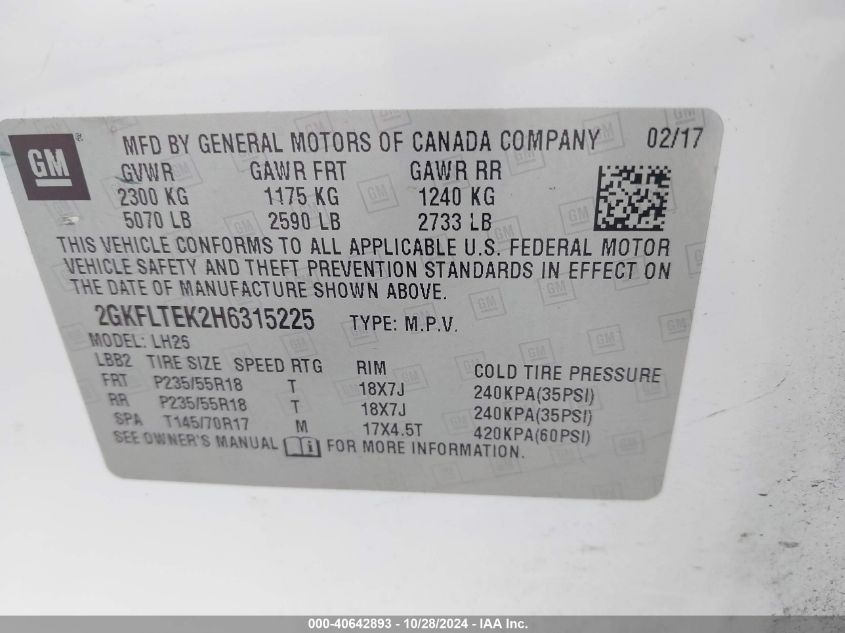 GM
MFD BY GENERAL MOTORS OF CANADA COMPANY 02/17
GVWR GAWR FRT GAWR RR
2300 KG 1175 KG 1240 KG
5070 LB 2590 LB 2733 LB
THIS VEHICLE CONFORMS TO ALL APPLICABLE U.S. FEDERAL MOTOR
VEHICLE SAFETY AND THEFT PREVENTION STANDARDS IN EFFECT ON
THE DATE OF MANUFACTURE SHOWN ABOVE.
2GKFLTEK2H6315225 TYPE: M.P.V.
MODEL: LH26
LBB2 TIRE SIZE SPEED RTG RIM COLD TIRE PRESSURE
FRT P235/55R18 T 18X7J 240KPA(35PSI)
RR P235/55R18 T 18X7J 240KPA(35PSI)
SPA T145/70R17 M 17X4.5T 420KPA(60PSI)
SEE OWNER'S MANUAL FOR MORE INFORMATION.
000-40642893 - 10/28/2024 - IAA Inc.